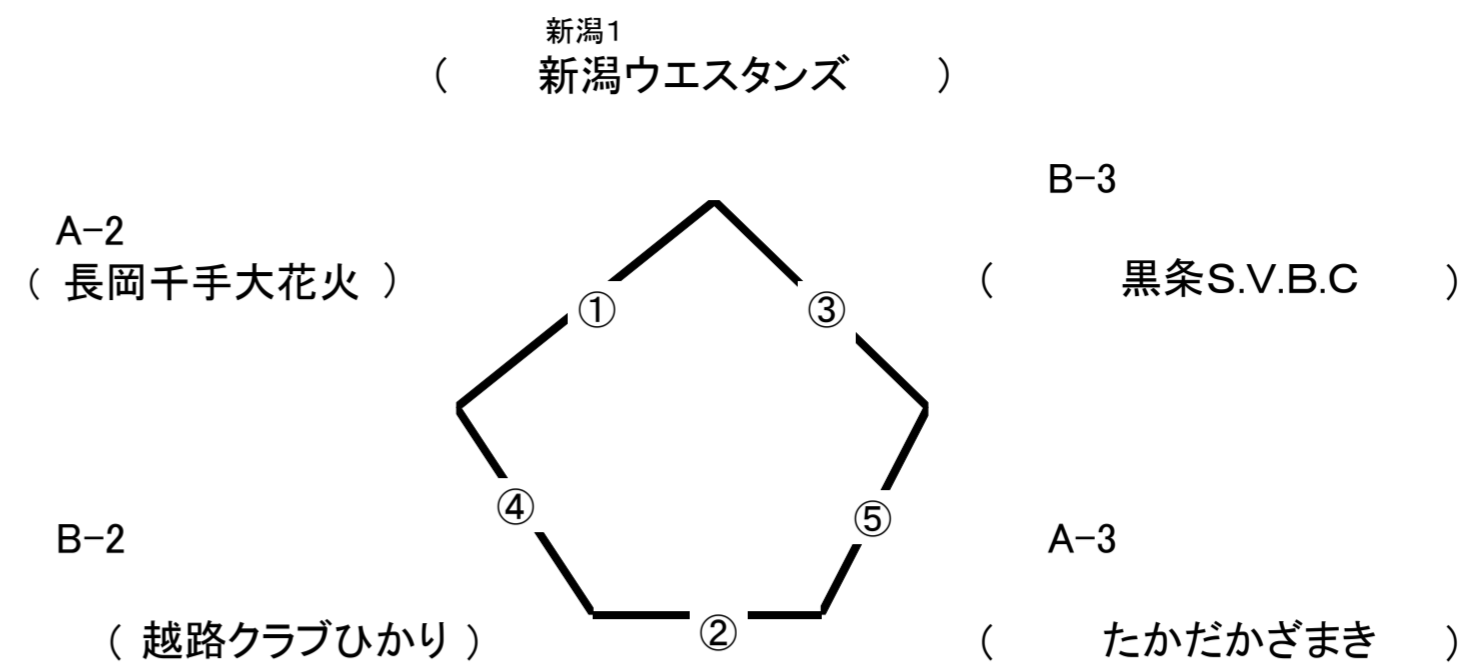 新潟1
( 新潟ウエスタンズ )
B-3
A-2
( 長岡千手大花火 )
( 黒条S.V.B.C )
① ③
④ ⑤
B-2
A-3
( 越路クラブひかり )
②
( たかだかざまき )